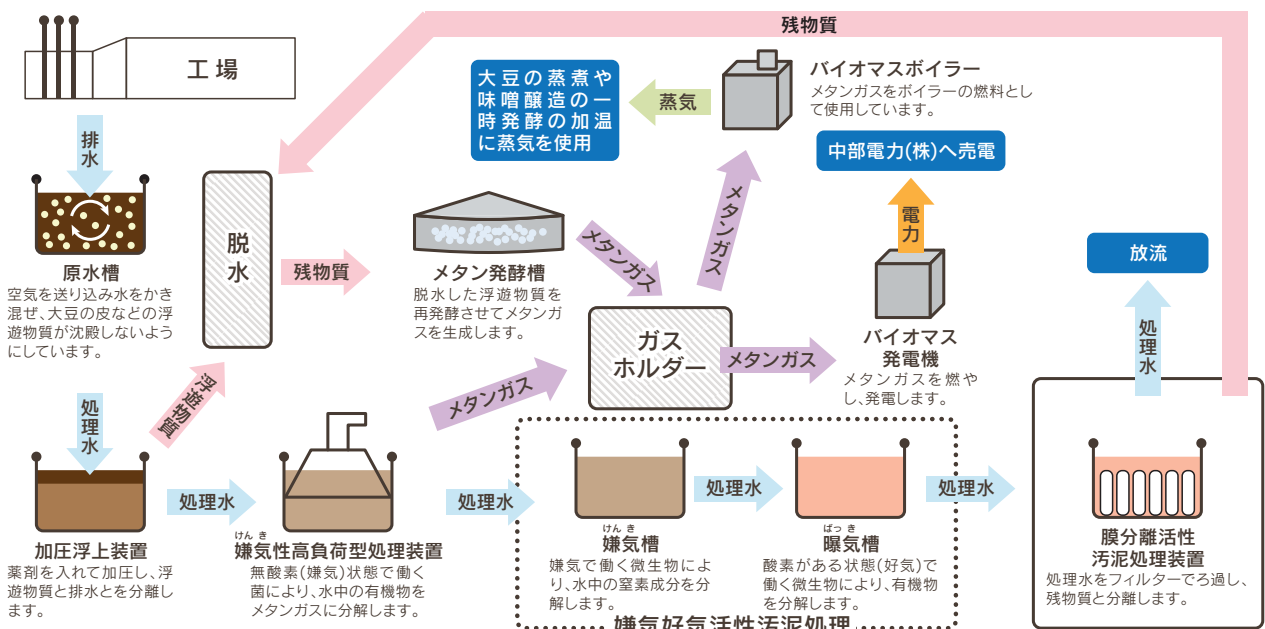 工場
排水
原水槽
空気を送り込み水をかき
混ぜ、大豆の皮などの浮
遊物質が沈殿しないよう
にしています。
処理水
加圧浮上装置
薬剤を入れて加圧し、浮
遊物質と排水とを分離し
ます。
浮遊物質
脱水
残物質
メタン発酵槽
脱水した浮遊物質を
再発酵させてメタンガ
スを生成します。
メタンガス
処理水
けんき
嫌気性高負荷型処理装置
無酸素(嫌気)状態で働く
菌により、水中の有機物を
メタンガスに分解します。
メタンガス
ガス
ホルダー
メタンガス
バイオマスボイラー
メタンガスをボイラーの燃料とし
て使用しています。
蒸気
大豆の蒸煮や
味噌醸造の一
時発酵の加温
に蒸気を使用
メタンガス
バイオマス
発電機
メタンガスを燃や
し、発電します。
電力
中部電力(株)へ売電
処理水
けんき
嫌気槽
嫌気で働く微生物によ
り、水中の窒素成分を分
解します。
処理水
ばっき
曝気槽
酸素がある状態(好気)で
働く微生物により、有機物
を分解します。
嫌気好気活性汚泥処理
処理水
膜分離活性
汚泥処理装置
処理水をフィルターでろ過し、
残物質と分離します。
処理水
放流
残物質